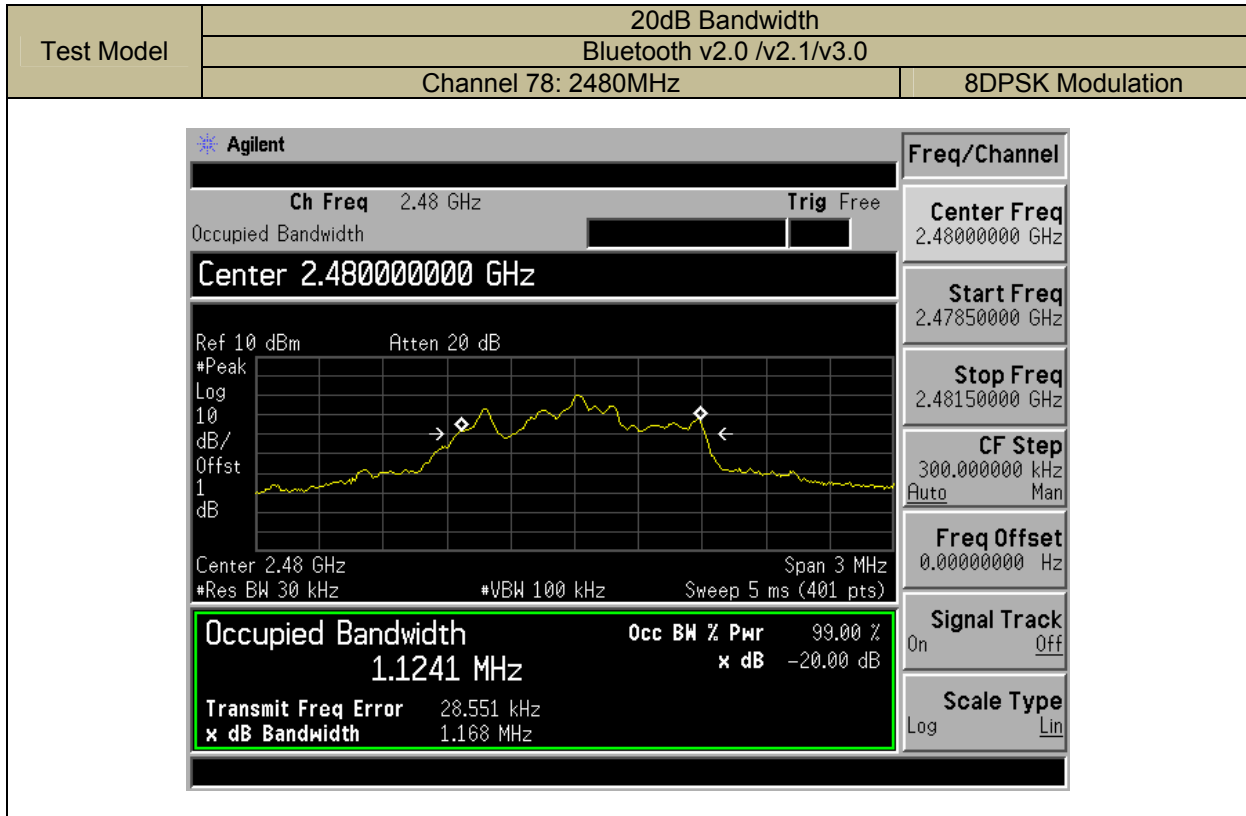 Test Model
20dB Bandwidth
Bluetooth v2.0 /v2.1/v3.0
Channel 78: 2480MHz
8DPSK Modulation
Agilent
Freq/Channel
Ch Freq 2.48 GHz Trig Free
Occupied Bandwidth
Center 2.480000000 GHz
Ref 10 dBm Atten 20 dB
#Peak
Log
10
dB/
Offst
1
dB
Center 2.48 GHz Span 3 MHz
#Res BW 30 kHz #VBW 100 kHz Sweep 5 ms (401 pts)
Occupied Bandwidth
1.1241 MHz
Occ BW % Pwr 99.00 %
x dB -20.00 dB
Transmit Freq Error 28.551 kHz
x dB Bandwidth 1.168 MHz
Center Freq
2.48000000 GHz
Start Freq
2.47850000 GHz
Stop Freq
2.48150000 GHz
CF Step
300.000000 kHz
Auto Man
Freq Offset
0.00000000 Hz
Signal Track
On Off
Scale Type
Log Lin